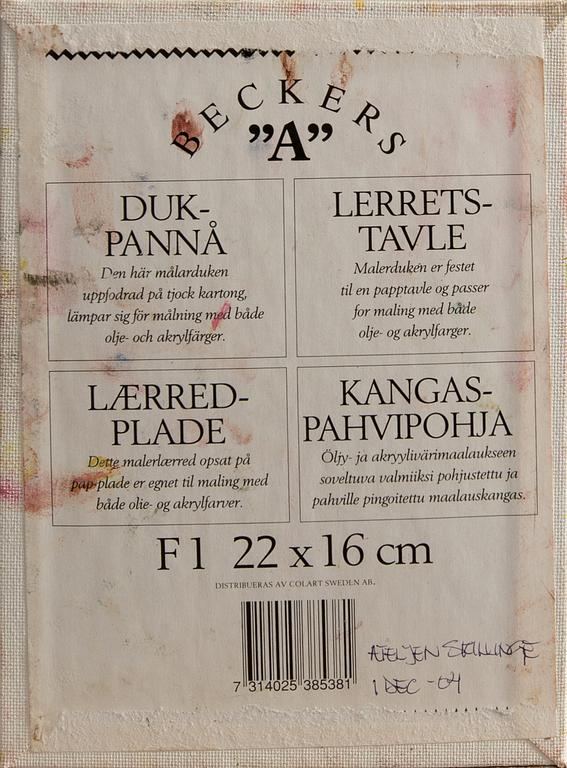 BECKERS
”A”
DUK-
PANNÅ
Den här målarduken
uppfodrad på tjock kartong,
lämpar sig för målning med både
olje- och akrylfärger.
LERRETS-
TAVLE
Malerduken er festet
til en papptavle og passer
for maling med både
olje- og akrylfarger.
LÆRRED-
PLADE
Dette malerlærred opsat på
pap-plade er egnet til maling med
både olie- og akrylfarver.
KANGAS-
PAHVIPOHJA
Öljy- ja akryylivärimaalaukseen
soveltuva valmiiksi pohjustettu ja
pahville pingoitettu maalauskangas.
F1 22 x 16 cm
DISTRIBUERAS AV COLART SWEDEN AB.
7 314025 385381
ATELJEN SKILLINGE
1 DEC -04